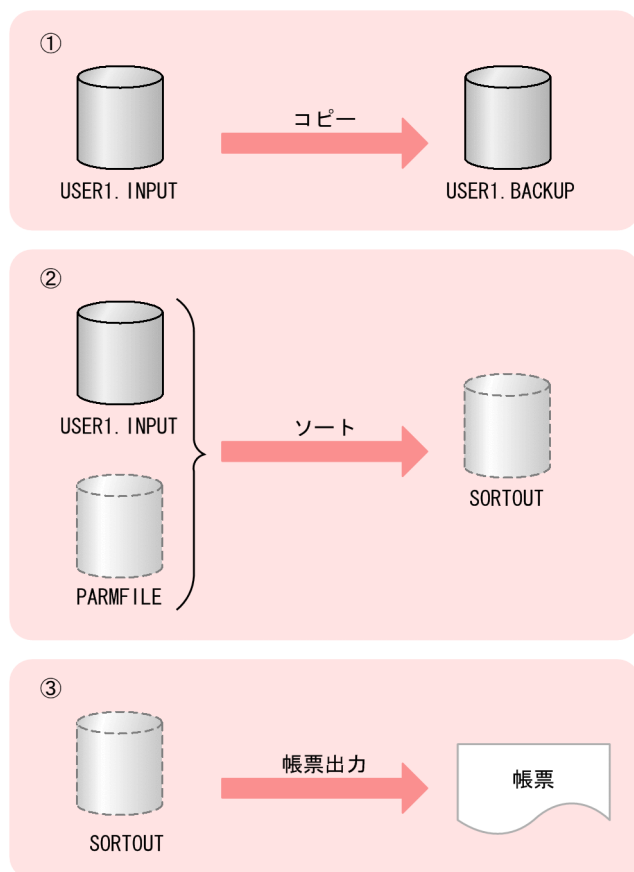 ①
コピー
USER1.INPUT
USER1.BACKUP
②
USER1.INPUT
ソート
SORTOUT
PARMFILE
③
帳票出力
帳票
SORTOUT